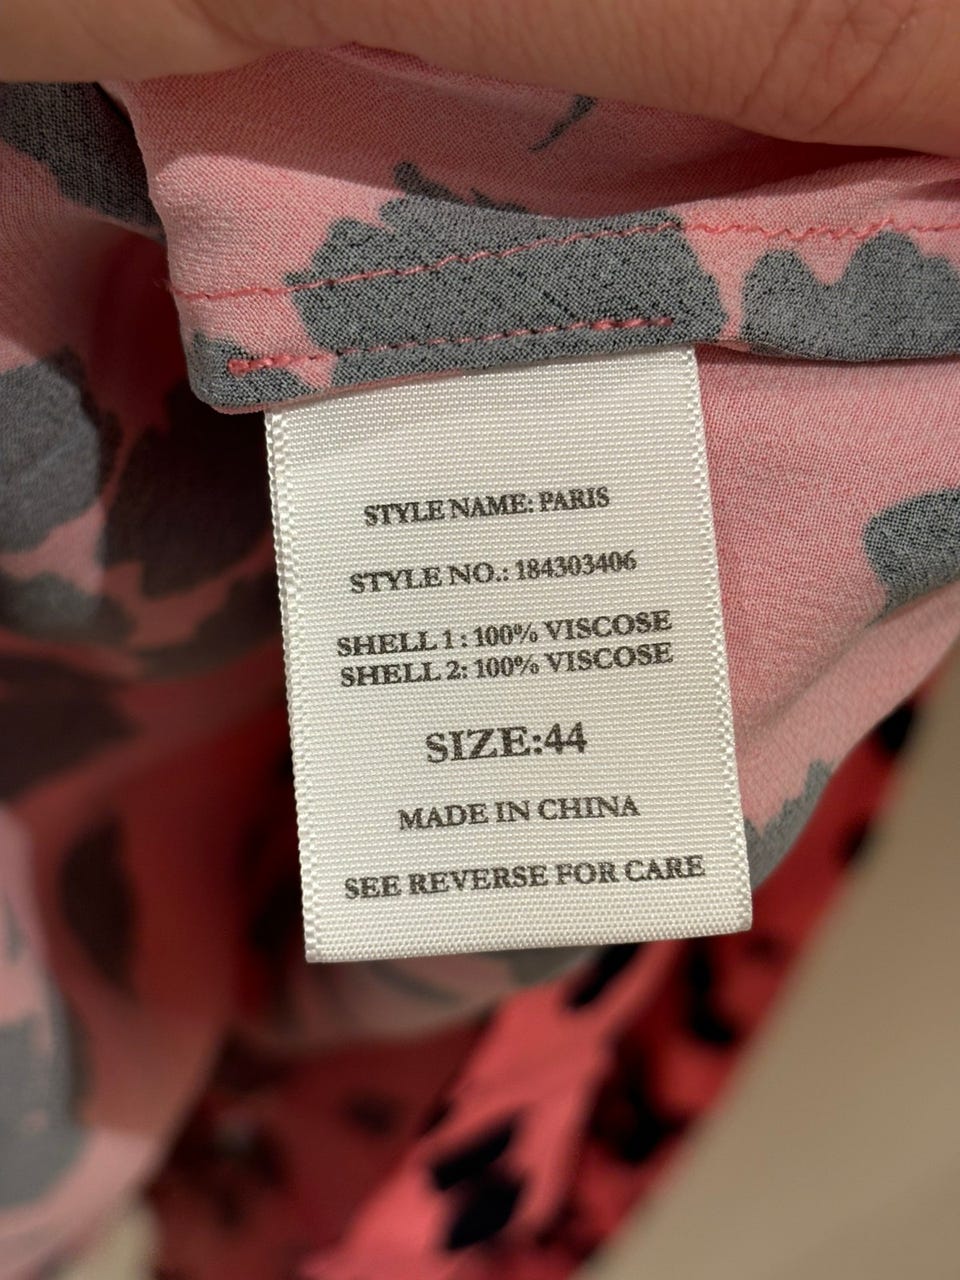 STYLE NAME: PARIS
STYLE NO.: 184303406
SHELL 1: 100% VISCOSE
SHELL 2: 100% VISCOSE
SIZE:44
MADE IN CHINA
SEE REVERSE FOR CARE